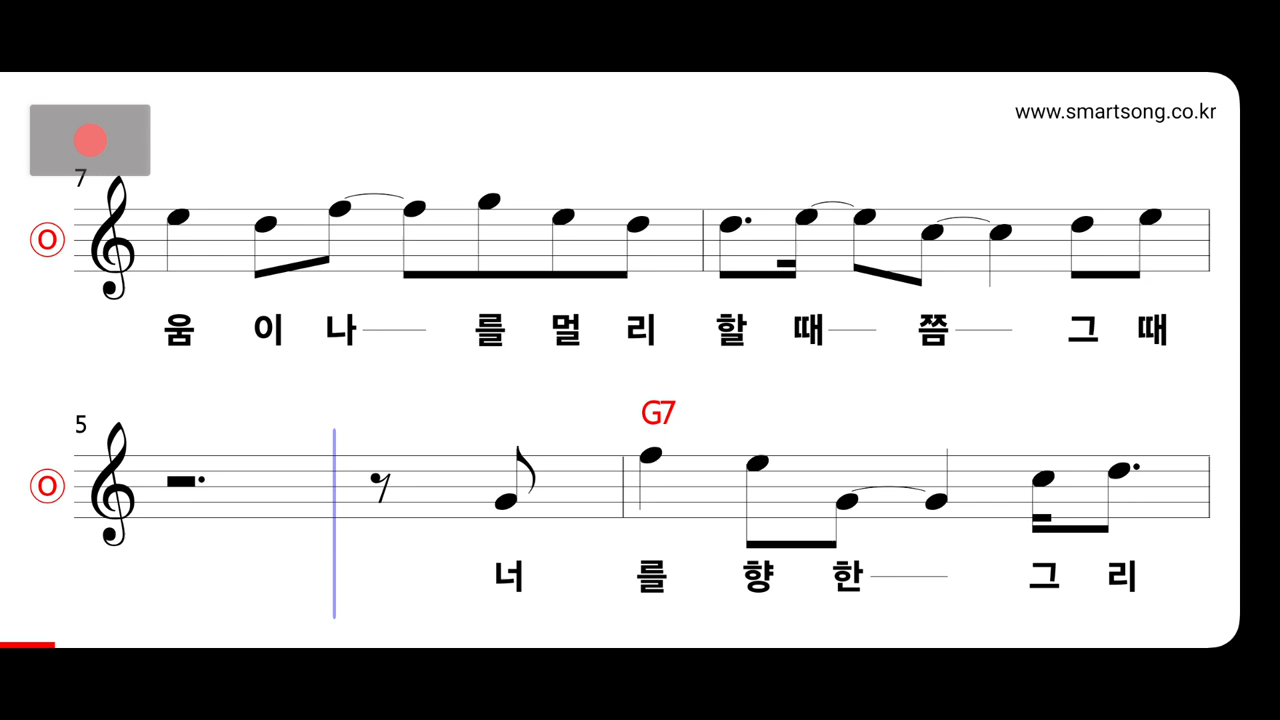 www.smartsong.co.kr
7
O
움 이 나 를 멀 리 할 때 쯤 그 때
5
G7
O
너 를 향 한 그 리